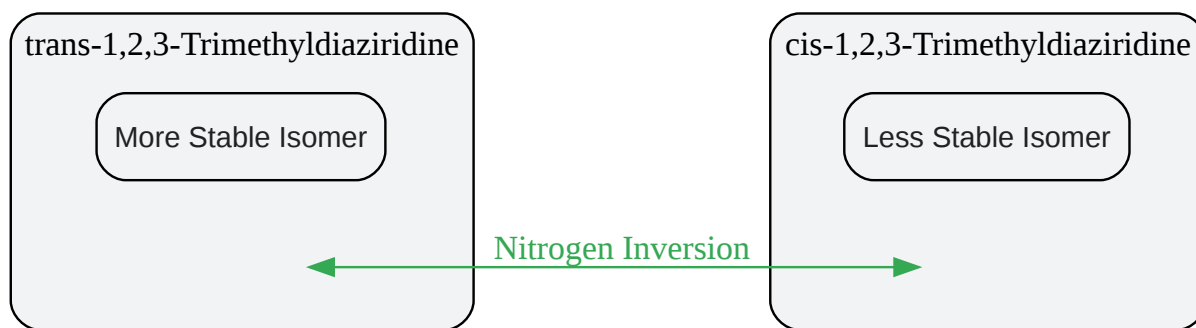 trans-1,2,3-Trimethyldiaziridine
cis-1,2,3-Trimethyldiaziridine
More Stable Isomer
Less Stable Isomer
Nitrogen Inversion